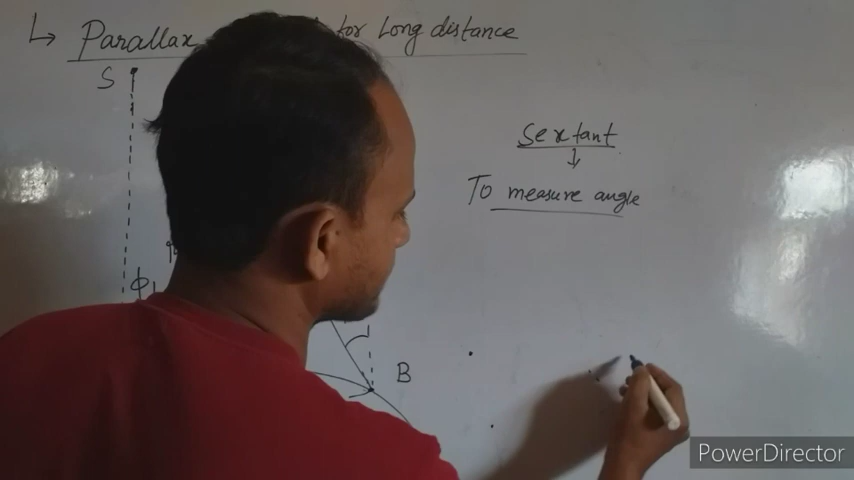 ↳ Parallax for Long distance
S
Sextant
↓
To measure angle
ϕ
B
PowerDirector